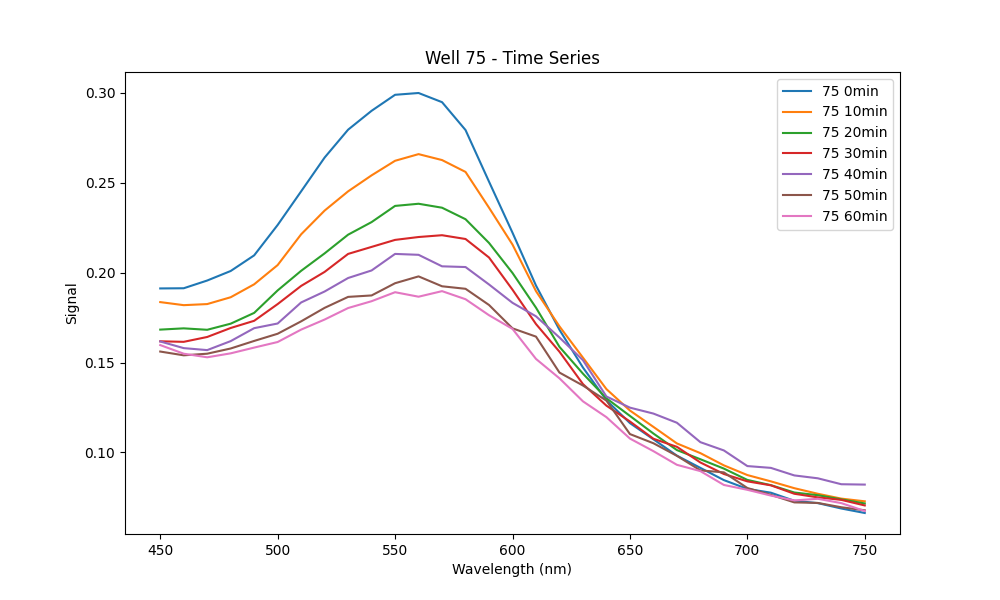 Well 75 - Time Series
75 0min
75 10min
75 20min
75 30min
75 40min
75 50min
75 60min
Signal
0.30
0.25
0.20
0.15
0.10
450 500 550 600 650 700 750
Wavelength (nm)